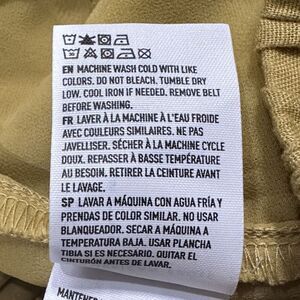 EN MACHINE WASH COLD WITH LIKE
COLORS. DO NOT BLEACH. TUMBLE DRY
LOW. COOL IRON IF NEEDED. REMOVE BELT
BEFORE WASHING.
FR LAVER À LA MACHINE À L'EAU FROIDE
AVEC COULEURS SIMILAIRES. NE PAS
JAVELLISER. SÉCHER À LA MACHINE CYCLE
DOUX. REPASSER À BASSE TEMPÉRATURE
AU BESOIN. RETIRER LA CEINTURE AVANT
LE LAVAGE.
SP LAVAR A MÁQUINA CON AGUA FRÍA Y
PRENDAS DE COLOR SIMILAR. NO USAR
BLANQUEADOR. SECAR A MÁQUINA A
TEMPERATURA BAJA. USAR PLANCHA
TIBIA SI ES NECESARIO. QUITAR EL
CINTURÓN ANTES DE LAVAR.